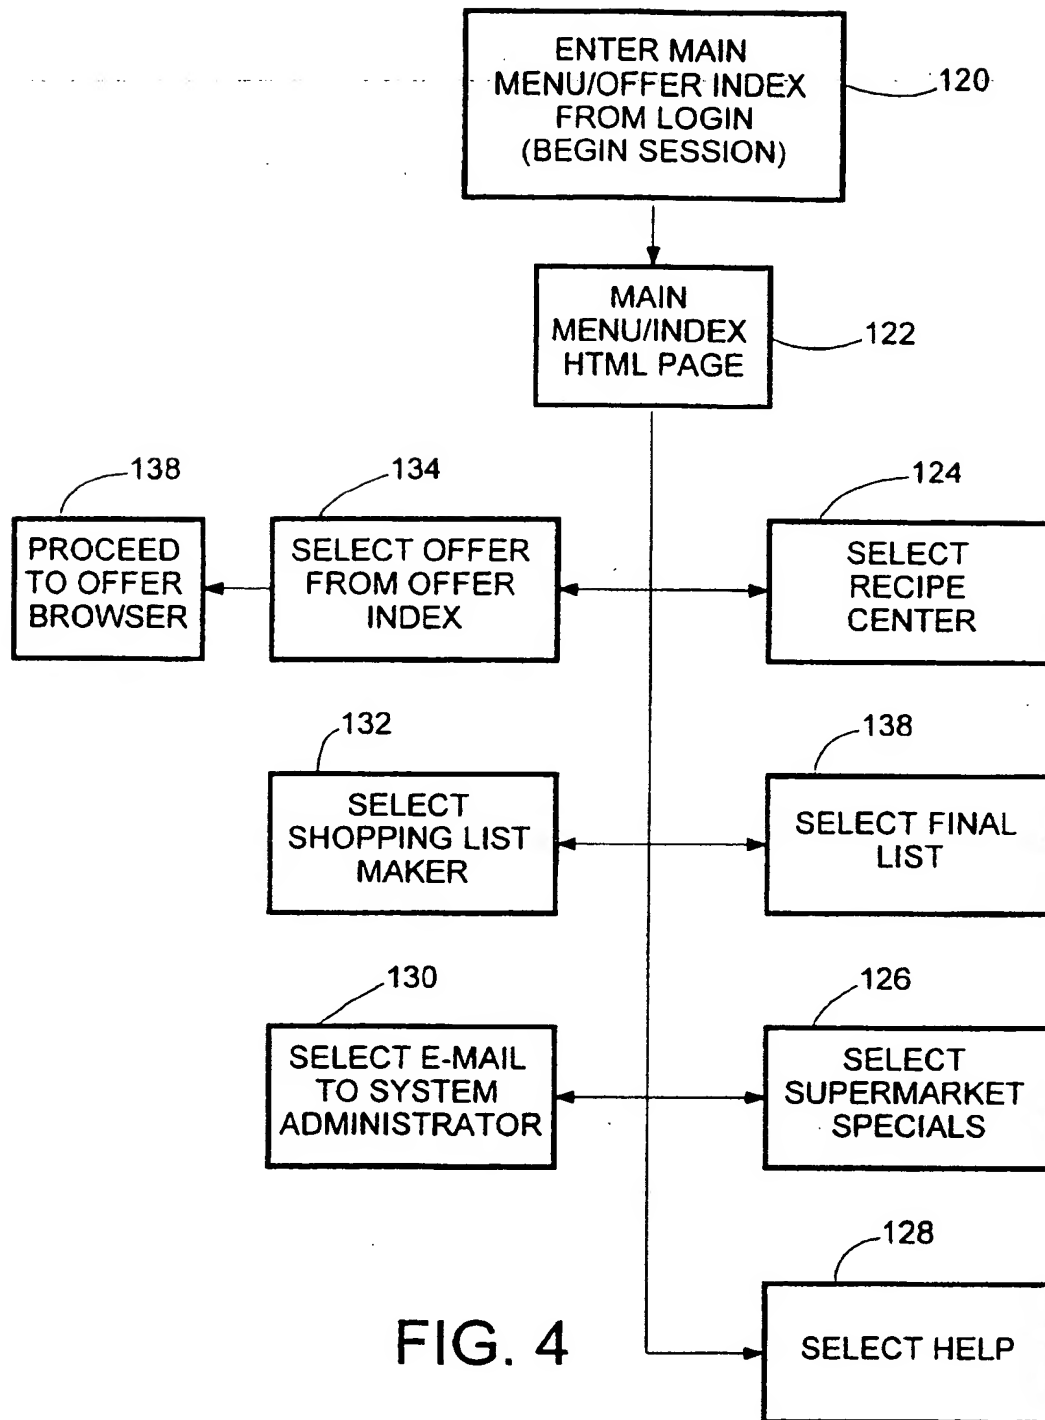 ENTER MAIN
MENU/OFFER INDEX
FROM LOGIN
(BEGIN SESSION)
120
MAIN
MENU/INDEX
HTML PAGE
122
138
134
124
PROCEED
TO OFFER
BROWSER
SELECT OFFER
FROM OFFER
INDEX
SELECT
RECIPE
CENTER
132
138
SELECT
SHOPPING LIST
MAKER
SELECT FINAL
LIST
130
126
SELECT E-MAIL
TO SYSTEM
ADMINISTRATOR
SELECT
SUPERMARKET
SPECIALS
128
SELECT HELP
FIG. 4